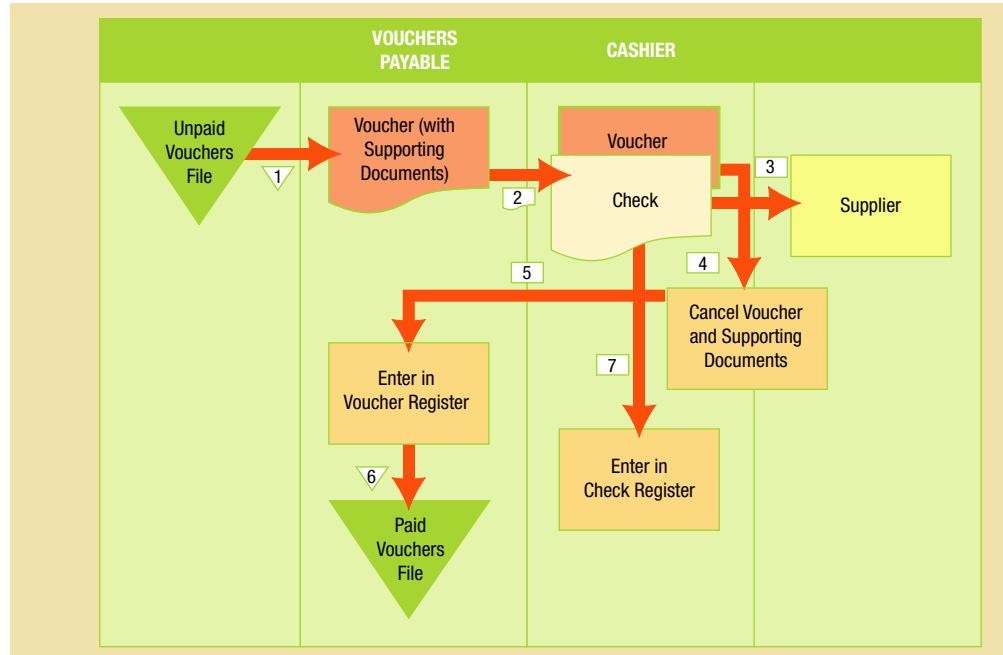 VOUCHERS
PAYABLE
CASHIER
Unpaid
Vouchers
File
1
Voucher (with
Supporting
Documents)
2
Voucher
Check
3
Supplier
4
Cancel Voucher
and Supporting
Documents
5
Enter in
Voucher Register
6
Paid
Vouchers
File
7
Enter in
Check Register